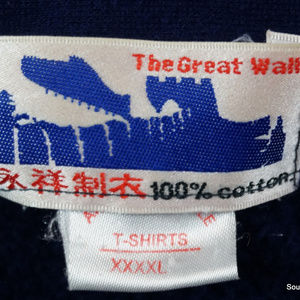 The Great Wall
永祥制衣 100% cotton
T-SHIRTS
XXXXL